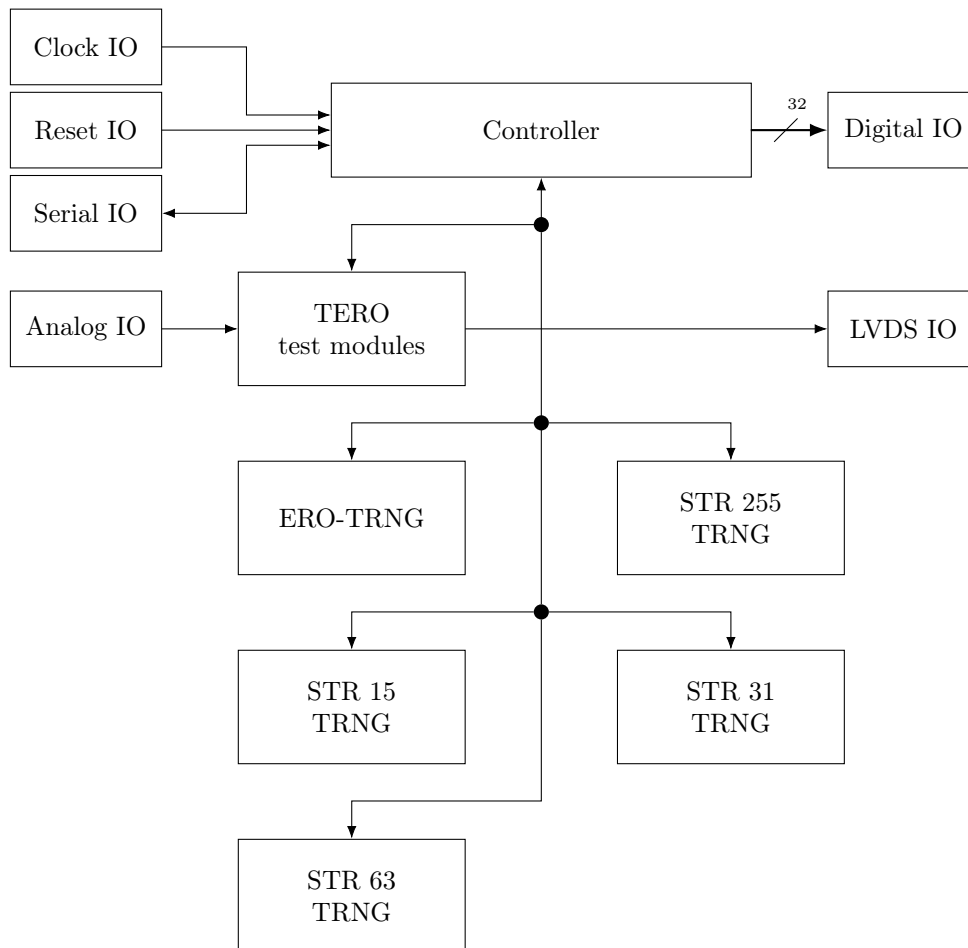 Clock IO
Reset IO
Serial IO
Controller
32
Digital IO
Analog IO
TERO
test modules
LVDS IO
ERO-TRNG
STR 255
TRNG
STR 15
TRNG
STR 31
TRNG
STR 63
TRNG